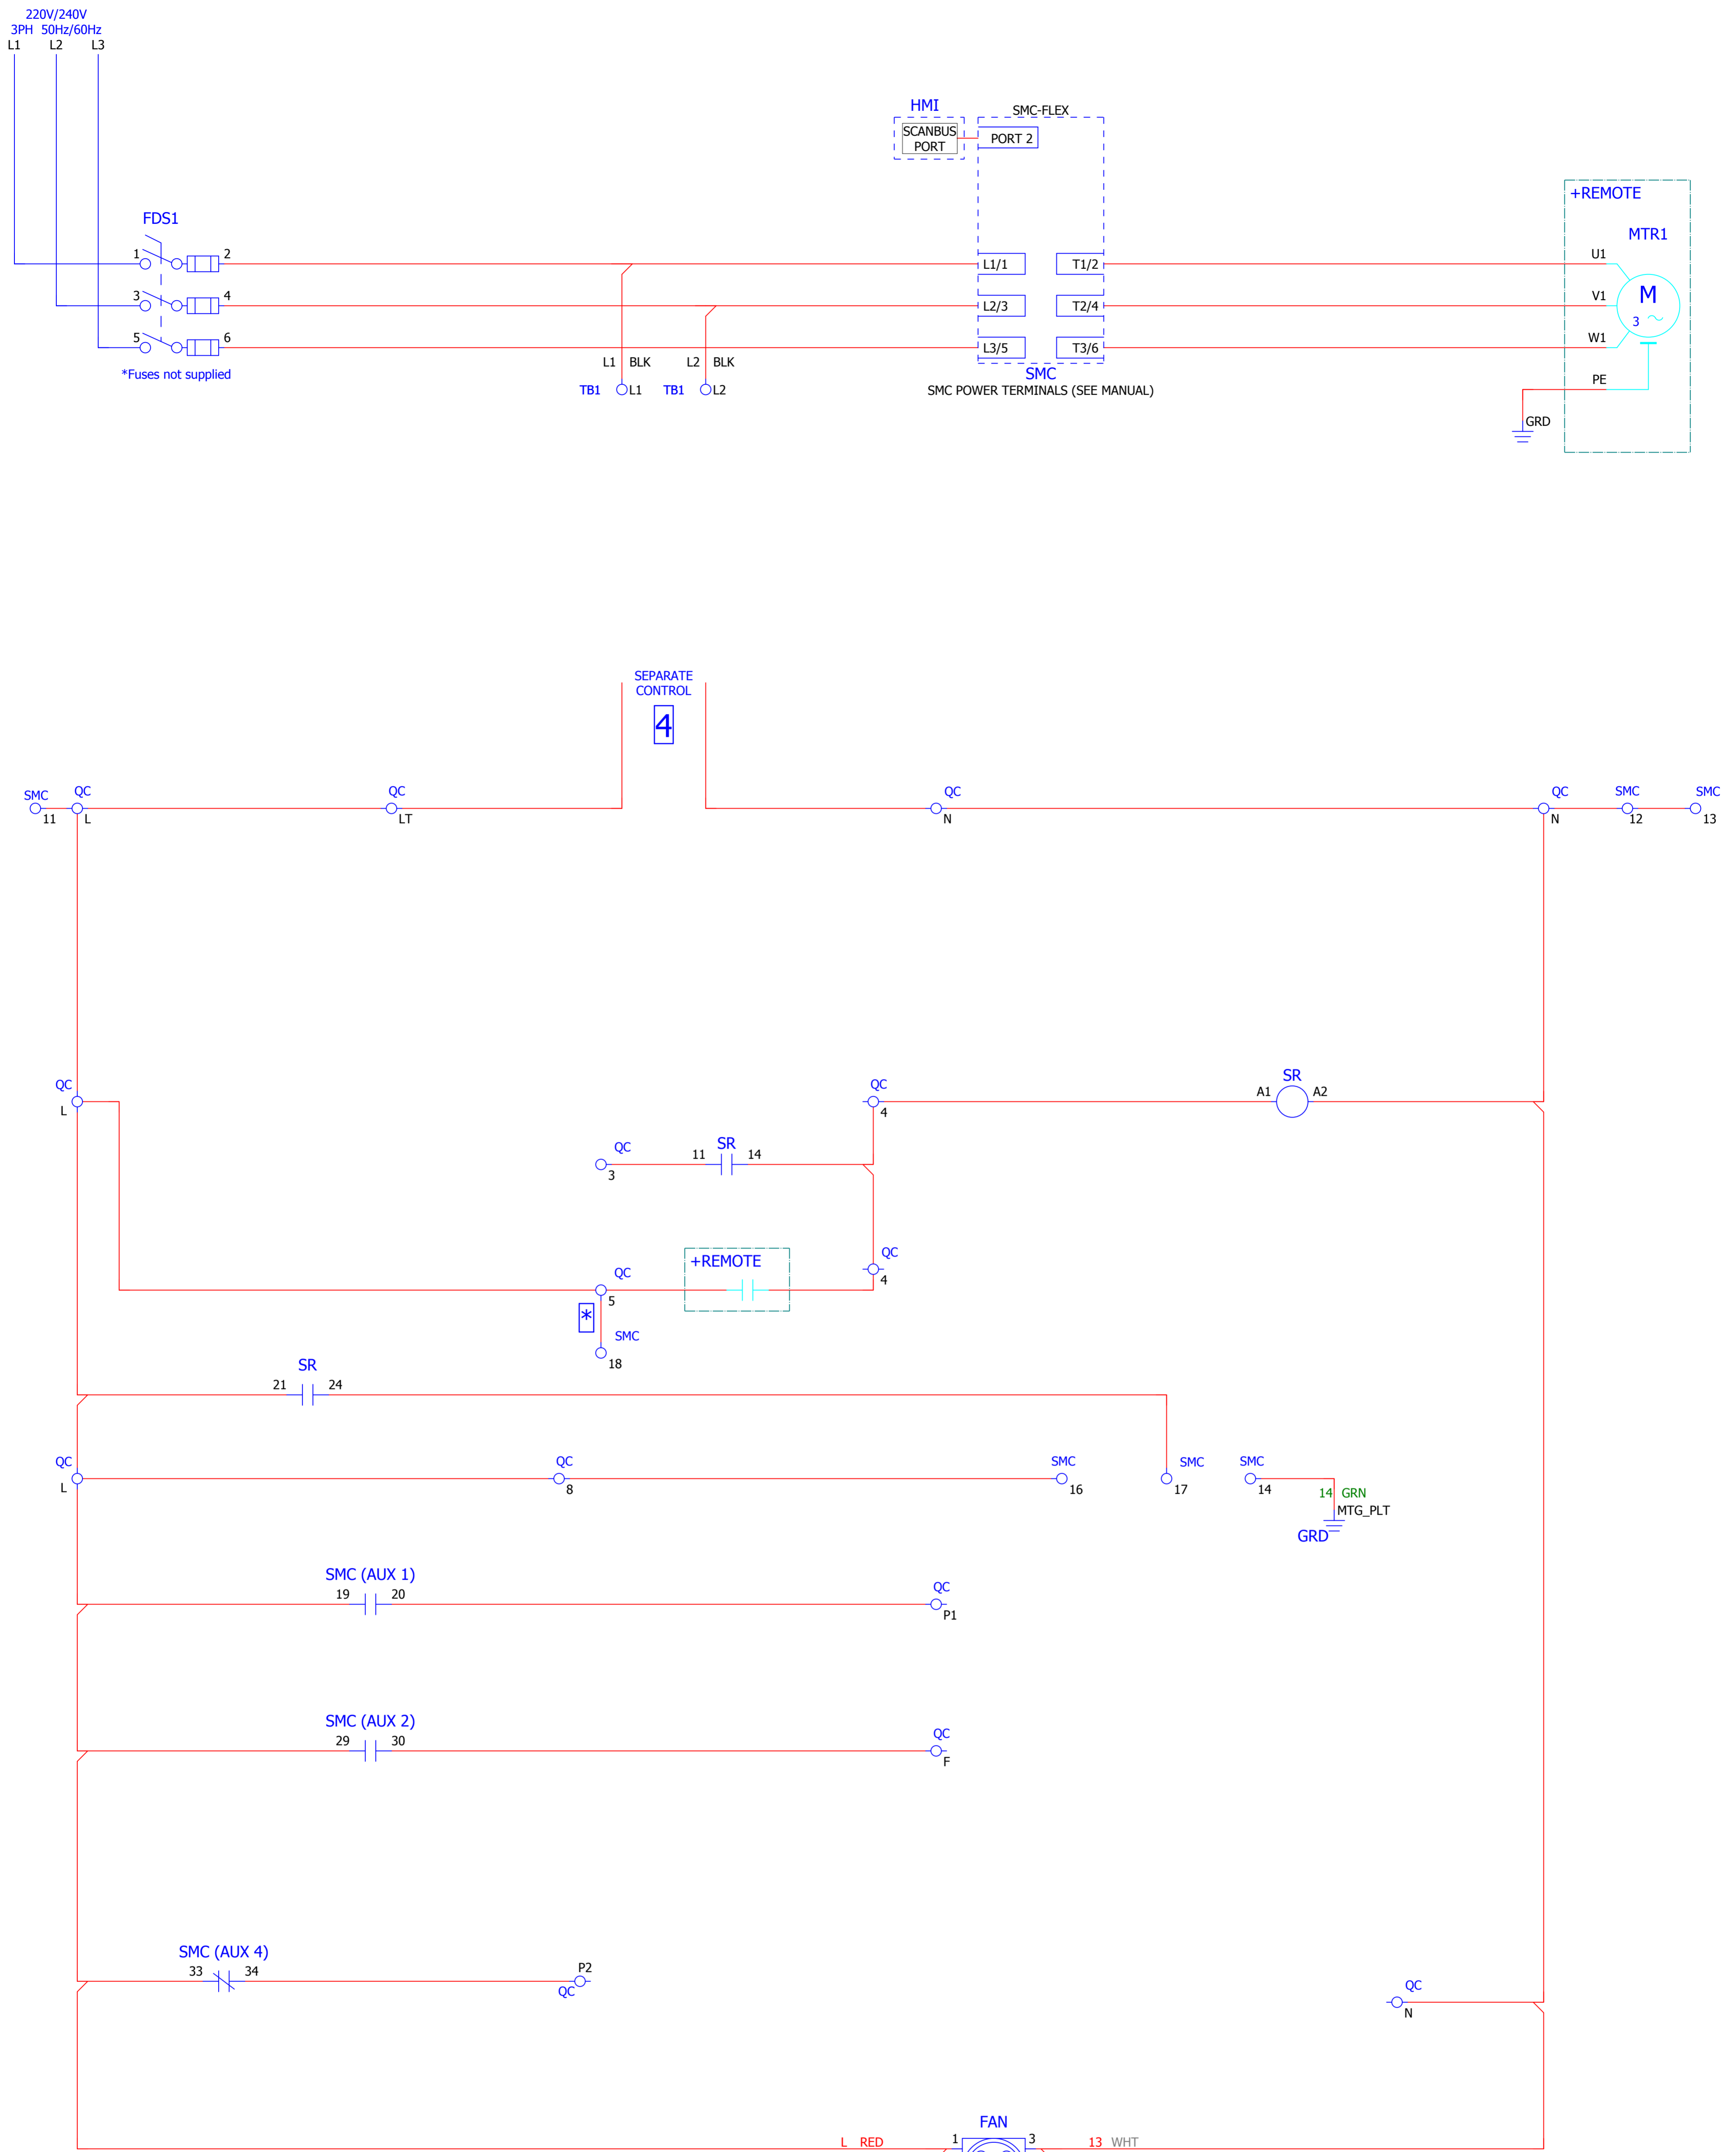 220V/240V
3PH 50Hz/60Hz
L1 L2 L3
HMI
SMC-FLEX
SCANBUS
PORT
PORT 2
+REMOTE
FDS1
MTR1
1 2
L1/1 T1/2
U1
3 4
L2/3 T2/4
V1
M
3
5 6
L3/5 T3/6
W1
*Fuses not supplied
L1 BLK
L2 BLK
SMC
PE
TB1 L1
TB1 L2
SMC POWER TERMINALS (SEE MANUAL)
GRD
SEPARATE
CONTROL
4
SMC QC QC QC QC SMC SMC
11 L LT N N 12 13
SR
QC
L
QC
4
A1 A2
SR
QC
3
11 14
QC
4
+REMOTE
QC
5
*
SMC
18
SR
21 24
QC QC SMC SMC SMC
L 8 16 17 14
14 GRN
MTG_PLT
GRD
SMC (AUX 1)
19 20
QC
P1
SMC (AUX 2)
29 30
QC
F
SMC (AUX 4)
33 34
P2
QC
QC
N
FAN
L RED 1 3 13 WHT